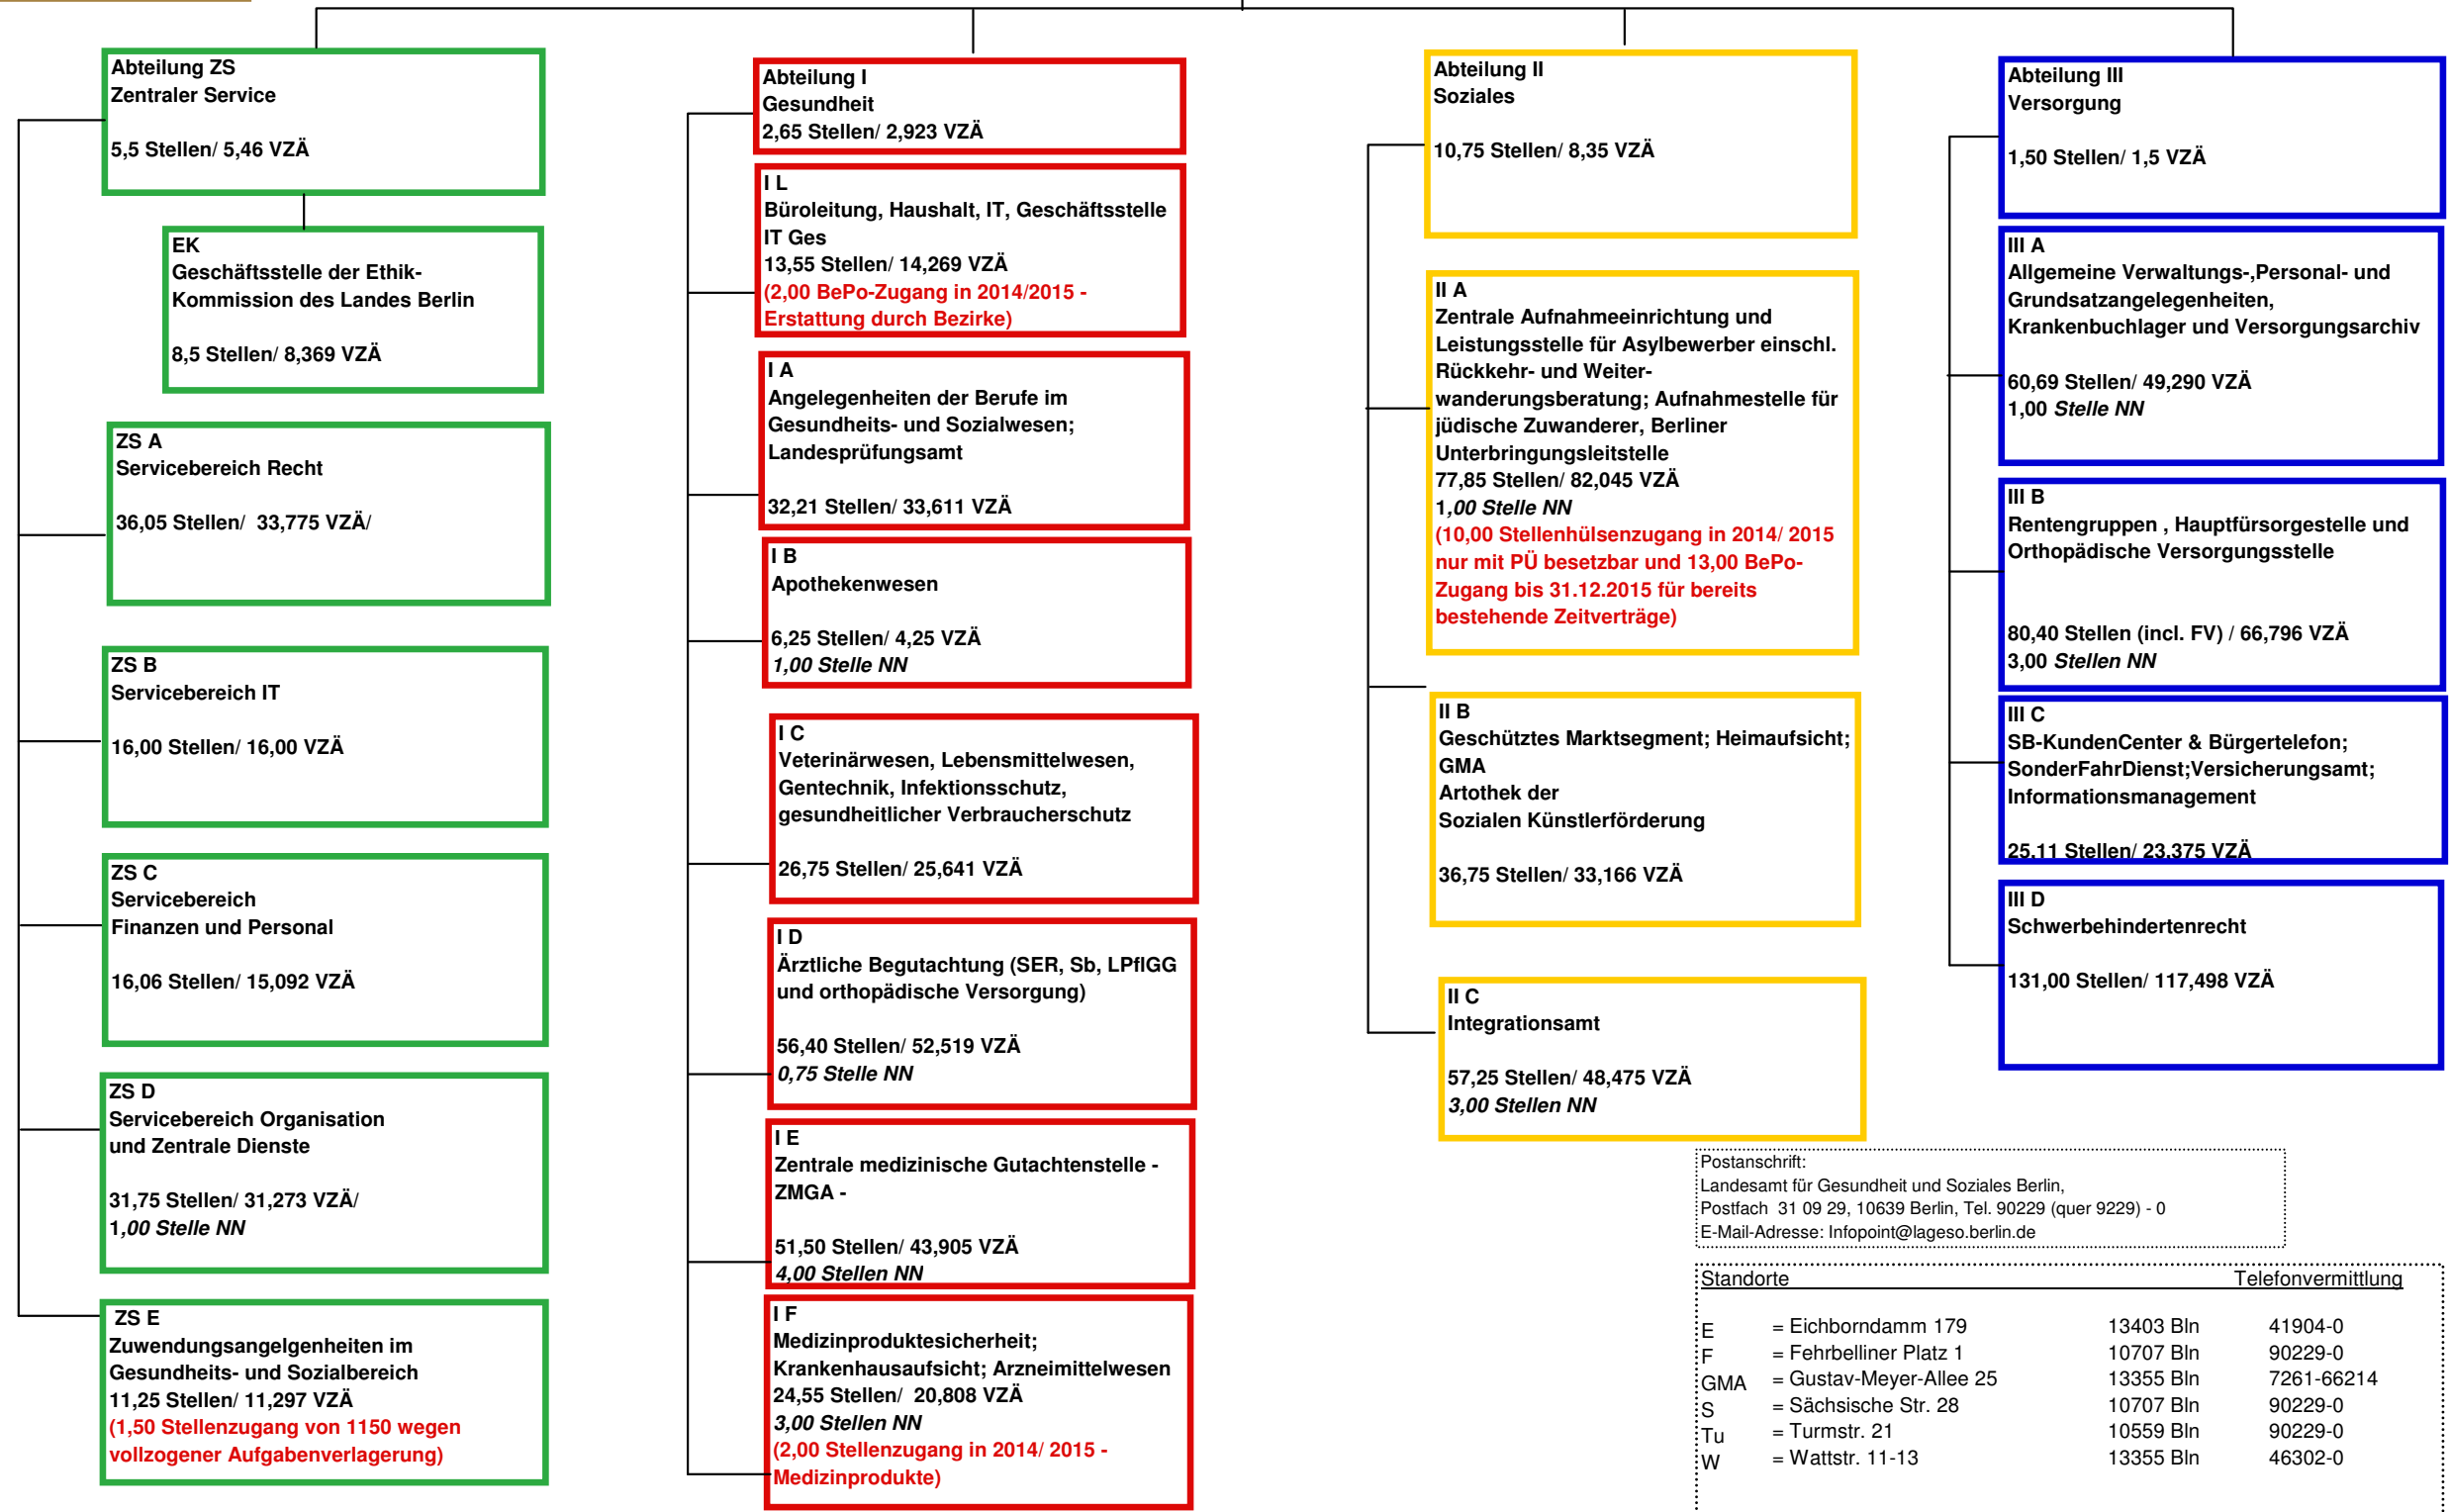 Abteilung ZS
Zentraler Service
5,5 Stellen/ 5,46 VZÄ
EK
Geschäftsstelle der Ethik-
Kommission des Landes Berlin
8,5 Stellen/ 8,369 VZÄ
ZS A
Servicebereich Recht
36,05 Stellen/  33,775 VZÄ/
ZS B
Servicebereich IT
16,00 Stellen/ 16,00 VZÄ
ZS C
Servicebereich
Finanzen und Personal
16,06 Stellen/ 15,092 VZÄ
ZS D
Servicebereich Organisation
und Zentrale Dienste
31,75 Stellen/ 31,273 VZÄ/
1,00 Stelle NN
ZS E
Zuwendungsangelgenheiten im
Gesundheits- und Sozialbereich
11,25 Stellen/ 11,297 VZÄ
(1,50 Stellenzugang von 1150 wegen
vollzogener Aufgabenverlagerung)
Abteilung I
Gesundheit
2,65 Stellen/ 2,923 VZÄ
I L
Büroleitung, Haushalt, IT, Geschäftsstelle
IT Ges
13,55 Stellen/ 14,269 VZÄ
(2,00 BePo-Zugang in 2014/2015 -
Erstattung durch Bezirke)
I A
Angelegenheiten der Berufe im
Gesundheits- und Sozialwesen;
Landesprüfungsamt
32,21 Stellen/ 33,611 VZÄ
I B
Apothekenwesen
6,25 Stellen/ 4,25 VZÄ
1,00 Stelle NN
I C
Veterinärwesen, Lebensmittelwesen,
Gentechnik, Infektionsschutz,
gesundheitlicher Verbraucherschutz
26,75 Stellen/ 25,641 VZÄ
I D
Ärztliche Begutachtung (SER, Sb, LPflGG
und orthopädische Versorgung)
56,40 Stellen/ 52,519 VZÄ
0,75 Stelle NN
I E
Zentrale medizinische Gutachtenstelle -
ZMGA -
51,50 Stellen/ 43,905 VZÄ
4,00 Stellen NN
I F
Medizinproduktesicherheit;
Krankenhausaufsicht; Arzneimittelwesen
24,55 Stellen/  20,808 VZÄ
3,00 Stellen NN
(2,00 Stellenzugang in 2014/ 2015 -
Medizinprodukte)
Abteilung II
Soziales
10,75 Stellen/ 8,35 VZÄ
II A
Zentrale Aufnahmeeinrichtung und
Leistungsstelle für Asylbewerber einschl.
Rückkehr- und Weiter-
wanderungsberatung; Aufnahmestelle für
jüdische Zuwanderer, Berliner
Unterbringungsleitstelle
77,85 Stellen/ 82,045 VZÄ
1,00 Stelle NN
(10,00 Stellenhülsenzugang in 2014/ 2015
nur mit PÜ besetzbar und 13,00 BePo-
Zugang bis 31.12.2015 für bereits
bestehende Zeitverträge)
II B
Geschütztes Marktsegment; Heimaufsicht;
GMA
Artothek der
Sozialen Künstlerförderung
36,75 Stellen/ 33,166 VZÄ
II C
Integrationsamt
57,25 Stellen/ 48,475 VZÄ
3,00 Stellen NN
Abteilung III
Versorgung
1,50 Stellen/ 1,5 VZÄ
III A
Allgemeine Verwaltungs-,Personal- und
Grundsatzangelegenheiten,
Krankenbuchlager und Versorgungsarchiv
60,69 Stellen/ 49,290 VZÄ
1,00 Stelle NN
III B
Rentengruppen , Hauptfürsorgestelle und
Orthopädische Versorgungsstelle
80,40 Stellen (incl. FV) / 66,796 VZÄ
3,00 Stellen NN
III C
SB-KundenCenter & Bürgertelefon;
SonderFahrDienst;Versicherungsamt;
Informationsmanagement
25,11 Stellen/ 23,375 VZÄ
III D
Schwerbehindertenrecht
131,00 Stellen/ 117,498 VZÄ
Postanschrift:
Landesamt für Gesundheit und Soziales Berlin,
Postfach  31 09 29, 10639 Berlin, Tel. 90229 (quer 9229) - 0
E-Mail-Adresse: Infopoint@lageso.berlin.de
Standorte Telefonvermittlung
E = Eichborndamm 179 13403 Bln 41904-0
F = Fehrbelliner Platz 1 10707 Bln 90229-0
GMA = Gustav-Meyer-Allee 25 13355 Bln 7261-66214
S = Sächsische Str. 28 10707 Bln 90229-0
Tu = Turmstr. 21 10559 Bln 90229-0
W = Wattstr. 11-13 13355 Bln 46302-0